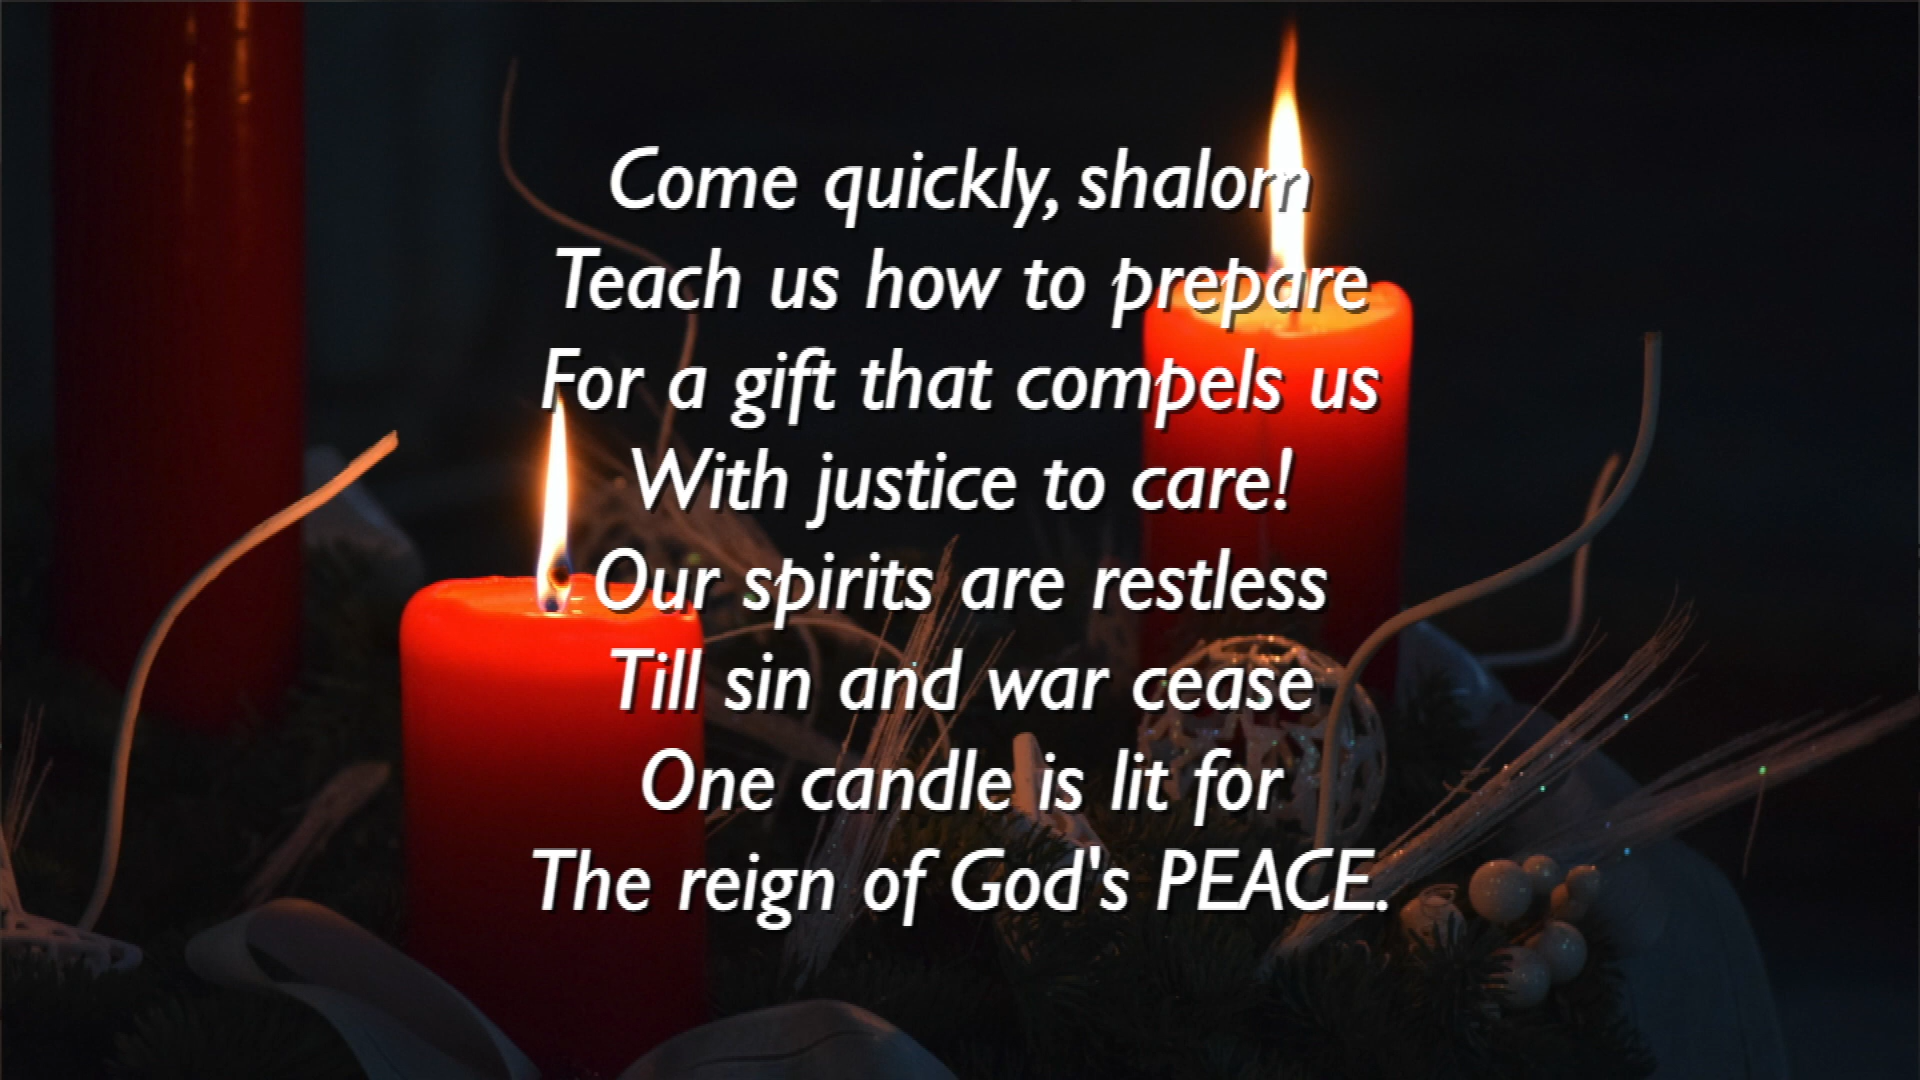 Come quickly, shalom
Teach us how to prepare
For a gift that compels us
With justice to care!
Our spirits are restless
Till sin and war cease
One candle is lit for
The reign of God's PEACE.